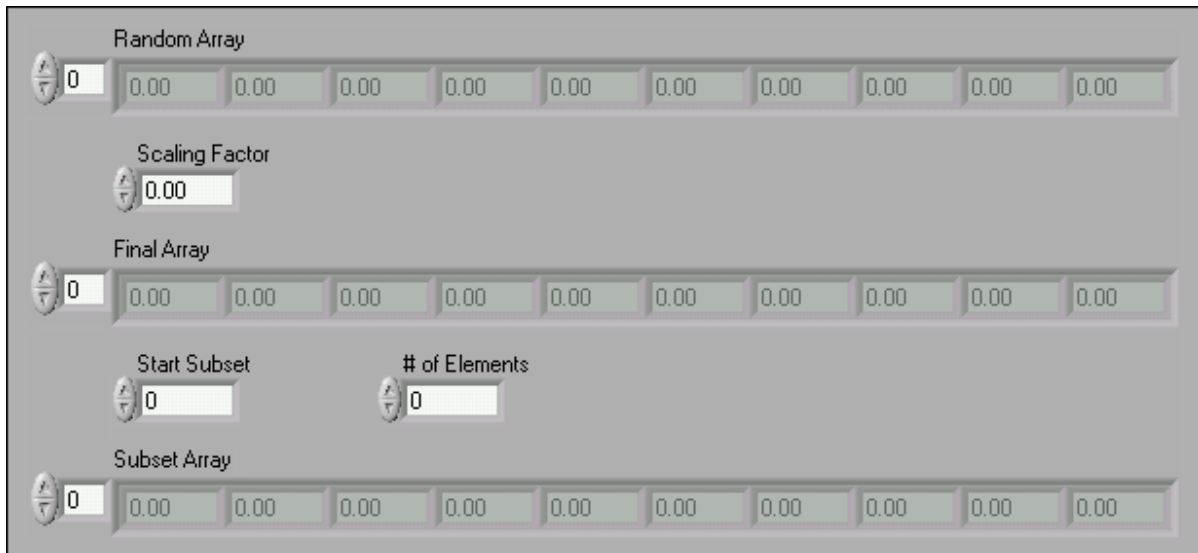 Random Array
0 0.00 0.00 0.00 0.00 0.00 0.00 0.00 0.00 0.00 0.00
Scaling Factor
0.00
Final Array
0 0.00 0.00 0.00 0.00 0.00 0.00 0.00 0.00 0.00 0.00
Start Subset # of Elements
0 0
Subset Array
0 0.00 0.00 0.00 0.00 0.00 0.00 0.00 0.00 0.00 0.00